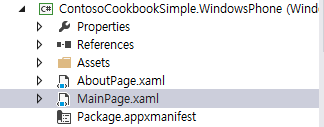 C# ContosoCookbookSimple.WindowsPhone (Wind
Properties
References
Assets
AboutPage.xaml
MainPage.xaml
Package.appxmanifest